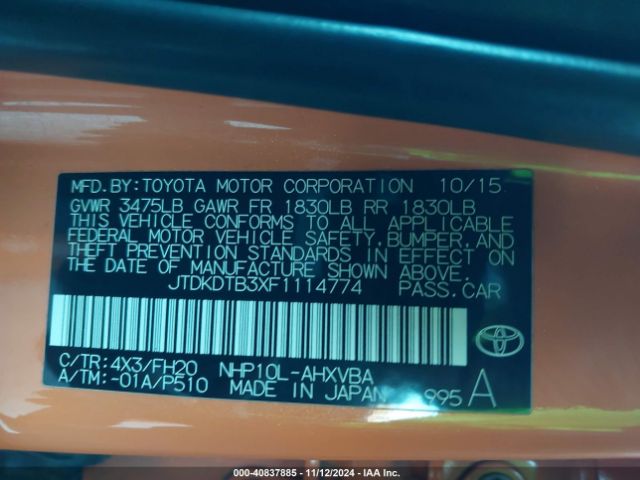 MFD.BY:TOYOTA MOTOR CORPORATION 10/15
GVWR 3475LB GAWR FR 1830LB RR 1830LB
THIS VEHICLE CONFORMS TO ALL APPLICABLE
FEDERAL MOTOR VEHICLE SAFETY,BUMPER,AND
THEFT PREVENTION STANDARDS IN EFFECT ON
THE DATE OF MANUFACTURE SHOWN ABOVE.
JTDKDTB3XF1114774 PASS.CAR
C/TR:4X3/FH20 NHP10L-AHXVBA
A/TM:-01A/P510 MADE IN JAPAN 995 A
TOYOTA
00 -40837885 - 11/12/2024 - IAA Inc.